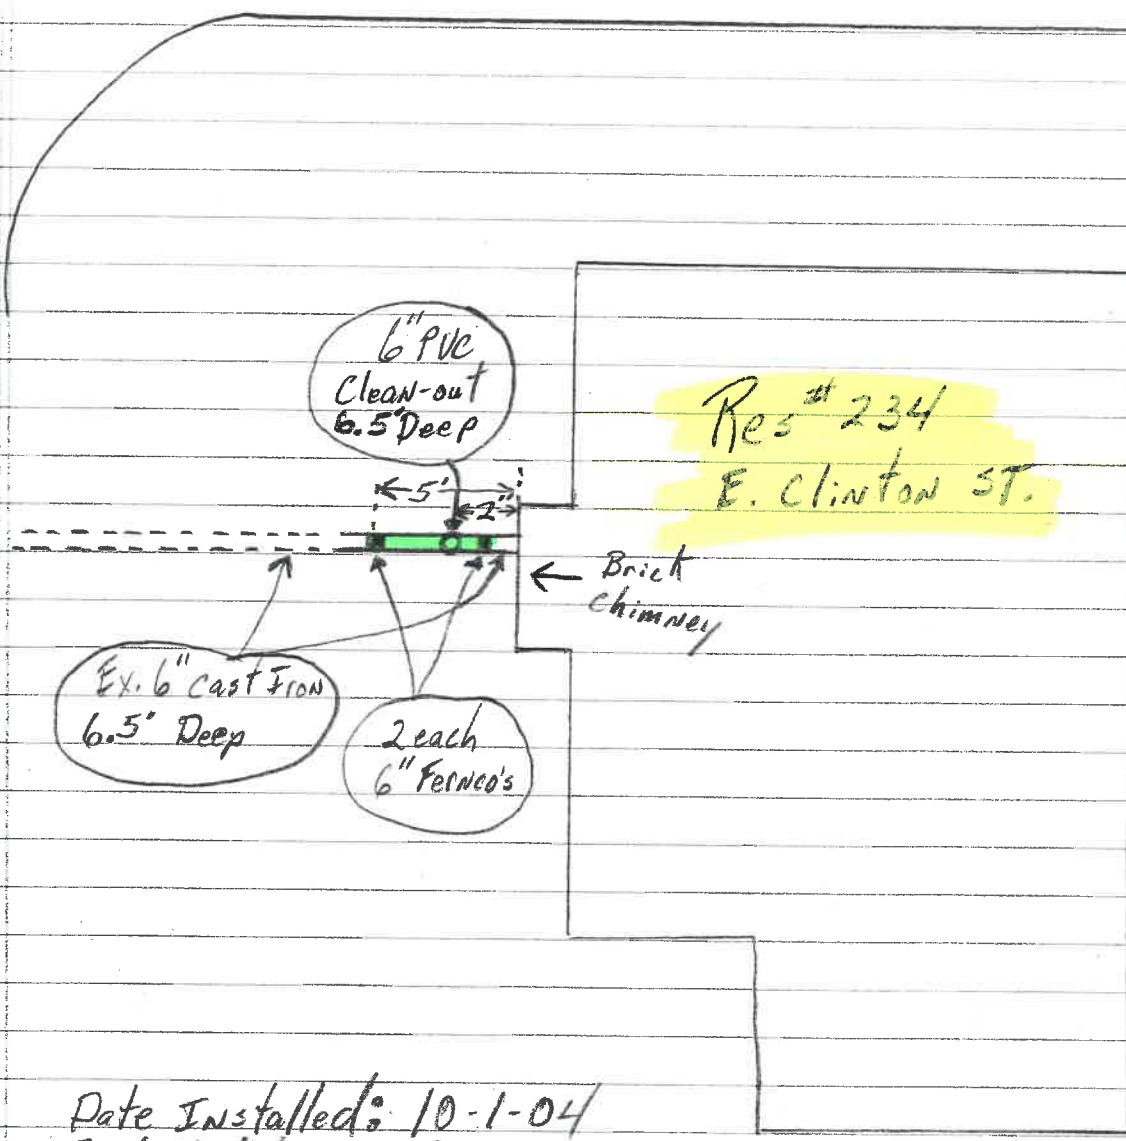 6" PVC
Clean-out
6.5' Deep
5'
2"
Res # 234
E. Clinton ST.
Brick
chimney
Ex. 6" Cast Iron
6.5' Deep
2 each
6" Fernco's
Date Installed: 10-1-04